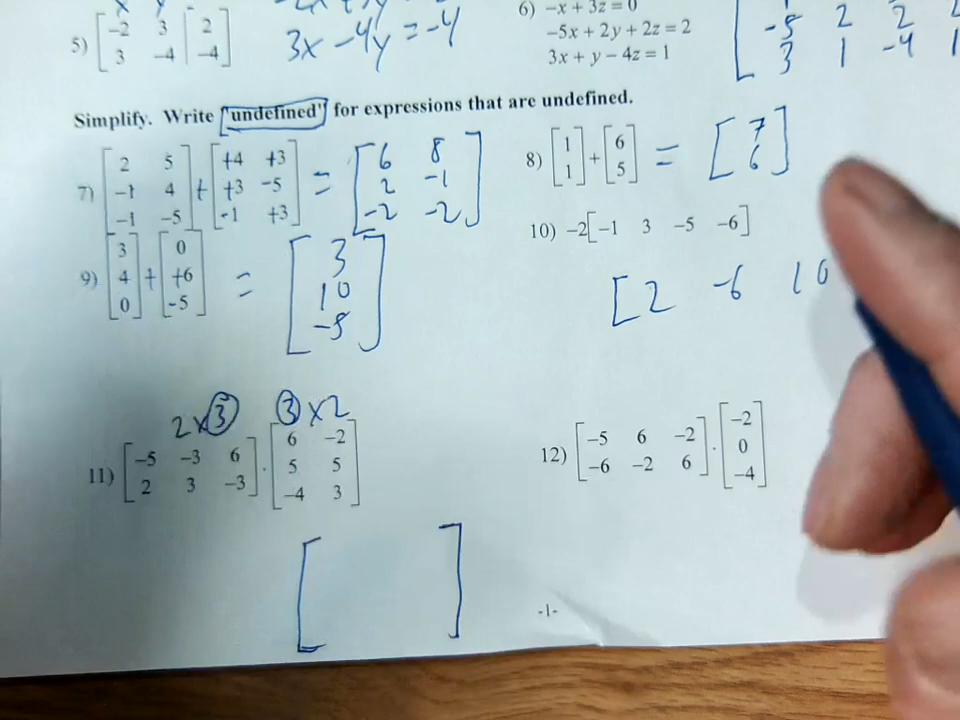 5) [-2 3 | 2]
[3 -4 | -4]
3x -4y = -4
6) -x + 3z = 0
-5x + 2y + 2z = 2
3x + y - 4z = 1
-5 2 2
3 1 -4 1
Simplify. Write 'undefined' for expressions that are undefined.
7) [2 5] + [+4 +3] = [6 8]
[-1 4] [+3 -5] [2 -1]
[-1 -5] [-1 +3] [-2 -2]
8) [1] + [6] = [7]
[1] [5] [6]
9) [3] + [0] = [3]
[4] [+6] [10]
[0] [-5] [-5]
10) -2[-1 3 -5 -6]
[2 -6 10
2x3 3x2
11) [-5 -3 6] · [6 -2]
[2 3 -3] [5 5]
[-4 3]
[ ]
12) [-5 6 -2] · [-2]
[-6 -2 6] [0]
[-4]
-1-